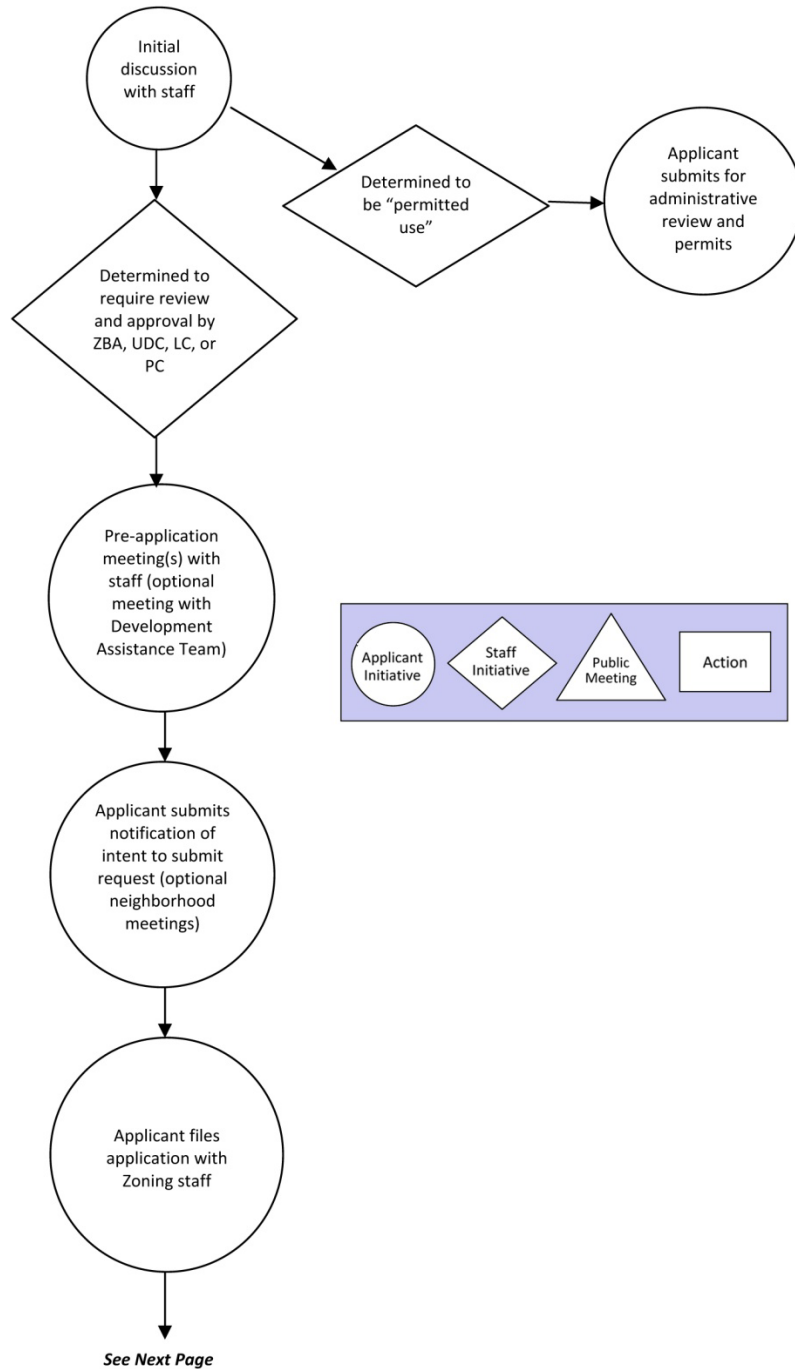 Initial
discussion
with staff
Determined to
be “permitted
use”
Applicant
submits for
administrative
review and
permits
Determined to
require review
and approval by
ZBA, UDC, LC, or
PC
Pre-application
meeting(s) with
staff (optional
meeting with
Development
Assistance Team)
Applicant
Initiative
Staff
Initiative
Public
Meeting
Action
Applicant submits
notification of
intent to submit
request (optional
neighborhood
meetings)
Applicant files
application with
Zoning staff
See Next Page